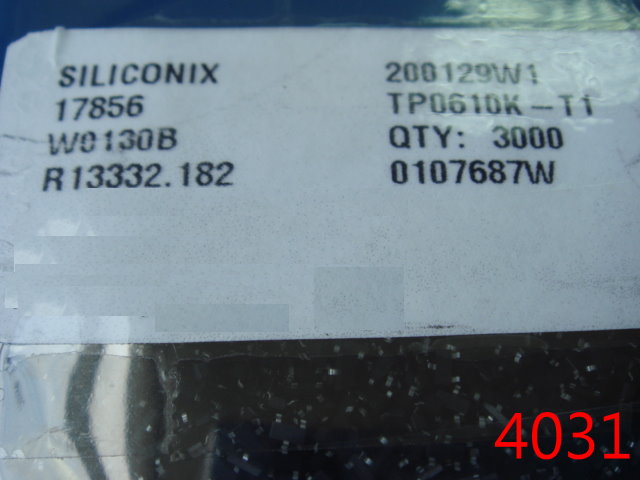 SILICONIX 200129W1
17856 TP0610K-T1
W0130B QTY: 3000
R13332.182 0107687W
4031